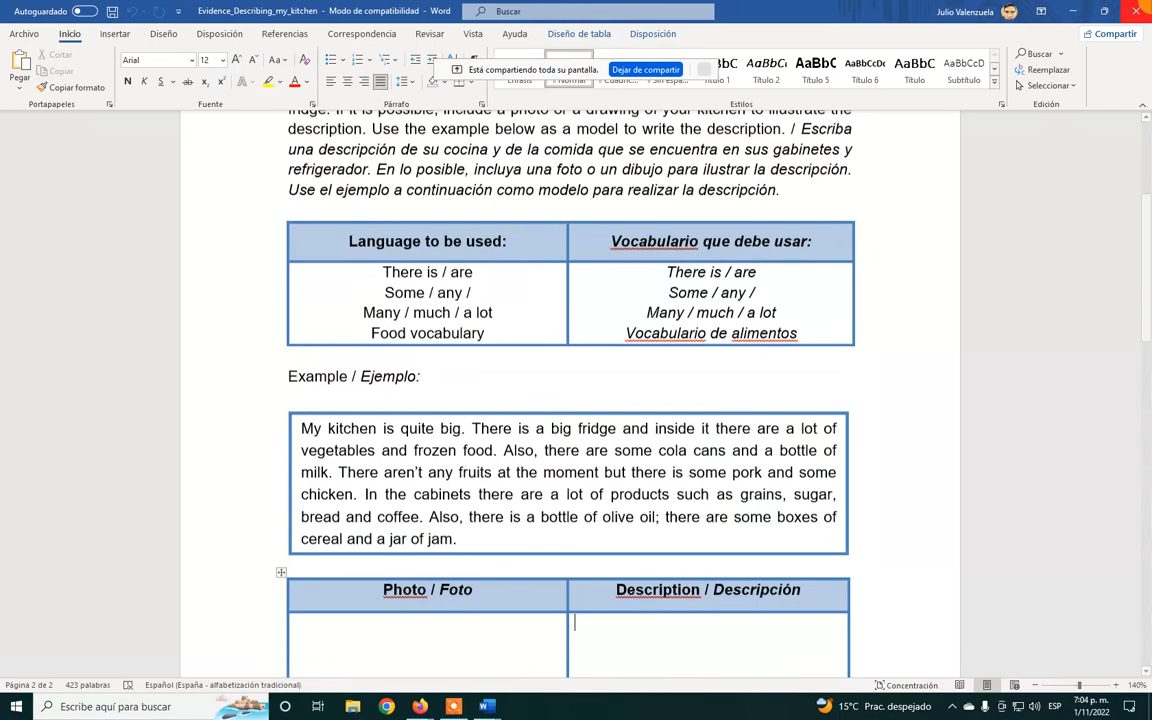 Autoguardado
Evidence_Describing_my_kitchen - Modo de compatibilidad - Word
Buscar
Julio Valenzuela
Archivo Inicio Insertar Diseño Disposición Referencias Correspondencia Revisar Vista Ayuda Diseño de tabla Disposición
Compartir
Pegar
Cortar
Copiar
Copiar formato
Portapapeles
Arial 12
Fuente
Párrafo
Está compartiendo toda su pantalla. Dejar de compartir
Título 1 Título 2 Título 5 Título 6 Título Subtítulo
Estilos
Buscar
Reemplazar
Seleccionar
Edición
fridge. If it is possible, include a photo or a drawing of your kitchen to illustrate the
description. Use the example below as a model to write the description. / Escriba
una descripción de su cocina y de la comida que se encuentra en sus gabinetes y
refrigerador. En lo posible, incluya una foto o un dibujo para ilustrar la descripción.
Use el ejemplo a continuación como modelo para realizar la descripción.
Language to be used: Vocabulario que debe usar:
There is / are There is / are
Some / any / Some / any /
Many / much / a lot Many / much / a lot
Food vocabulary Vocabulario de alimentos
Example / Ejemplo:
My kitchen is quite big. There is a big fridge and inside it there are a lot of
vegetables and frozen food. Also, there are some cola cans and a bottle of
milk. There aren't any fruits at the moment but there is some pork and some
chicken. In the cabinets there are a lot of products such as grains, sugar,
bread and coffee. Also, there is a bottle of olive oil; there are some boxes of
cereal and a jar of jam.
Photo / Foto Description / Descripción
Página 2 de 2 423 palabras Español (España - alfabetización tradicional)
Concentración 140%
Escribe aquí para buscar
15°C Prac. despejado
ESP
7:04 p. m.
1/11/2022